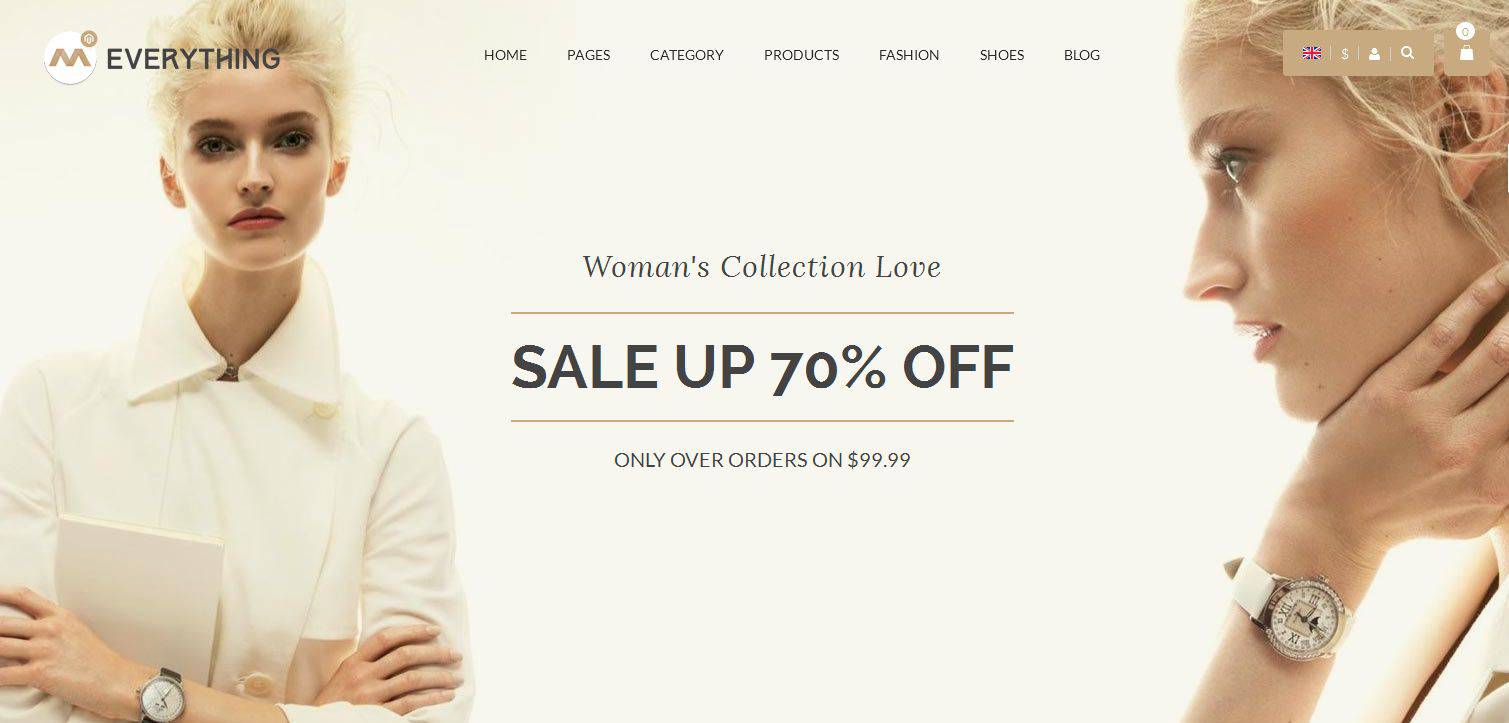 M EVERYTHING
HOME PAGES CATEGORY PRODUCTS FASHION SHOES BLOG
$
0
Woman's Collection Love
SALE UP 70% OFF
ONLY OVER ORDERS ON $99.99
XII